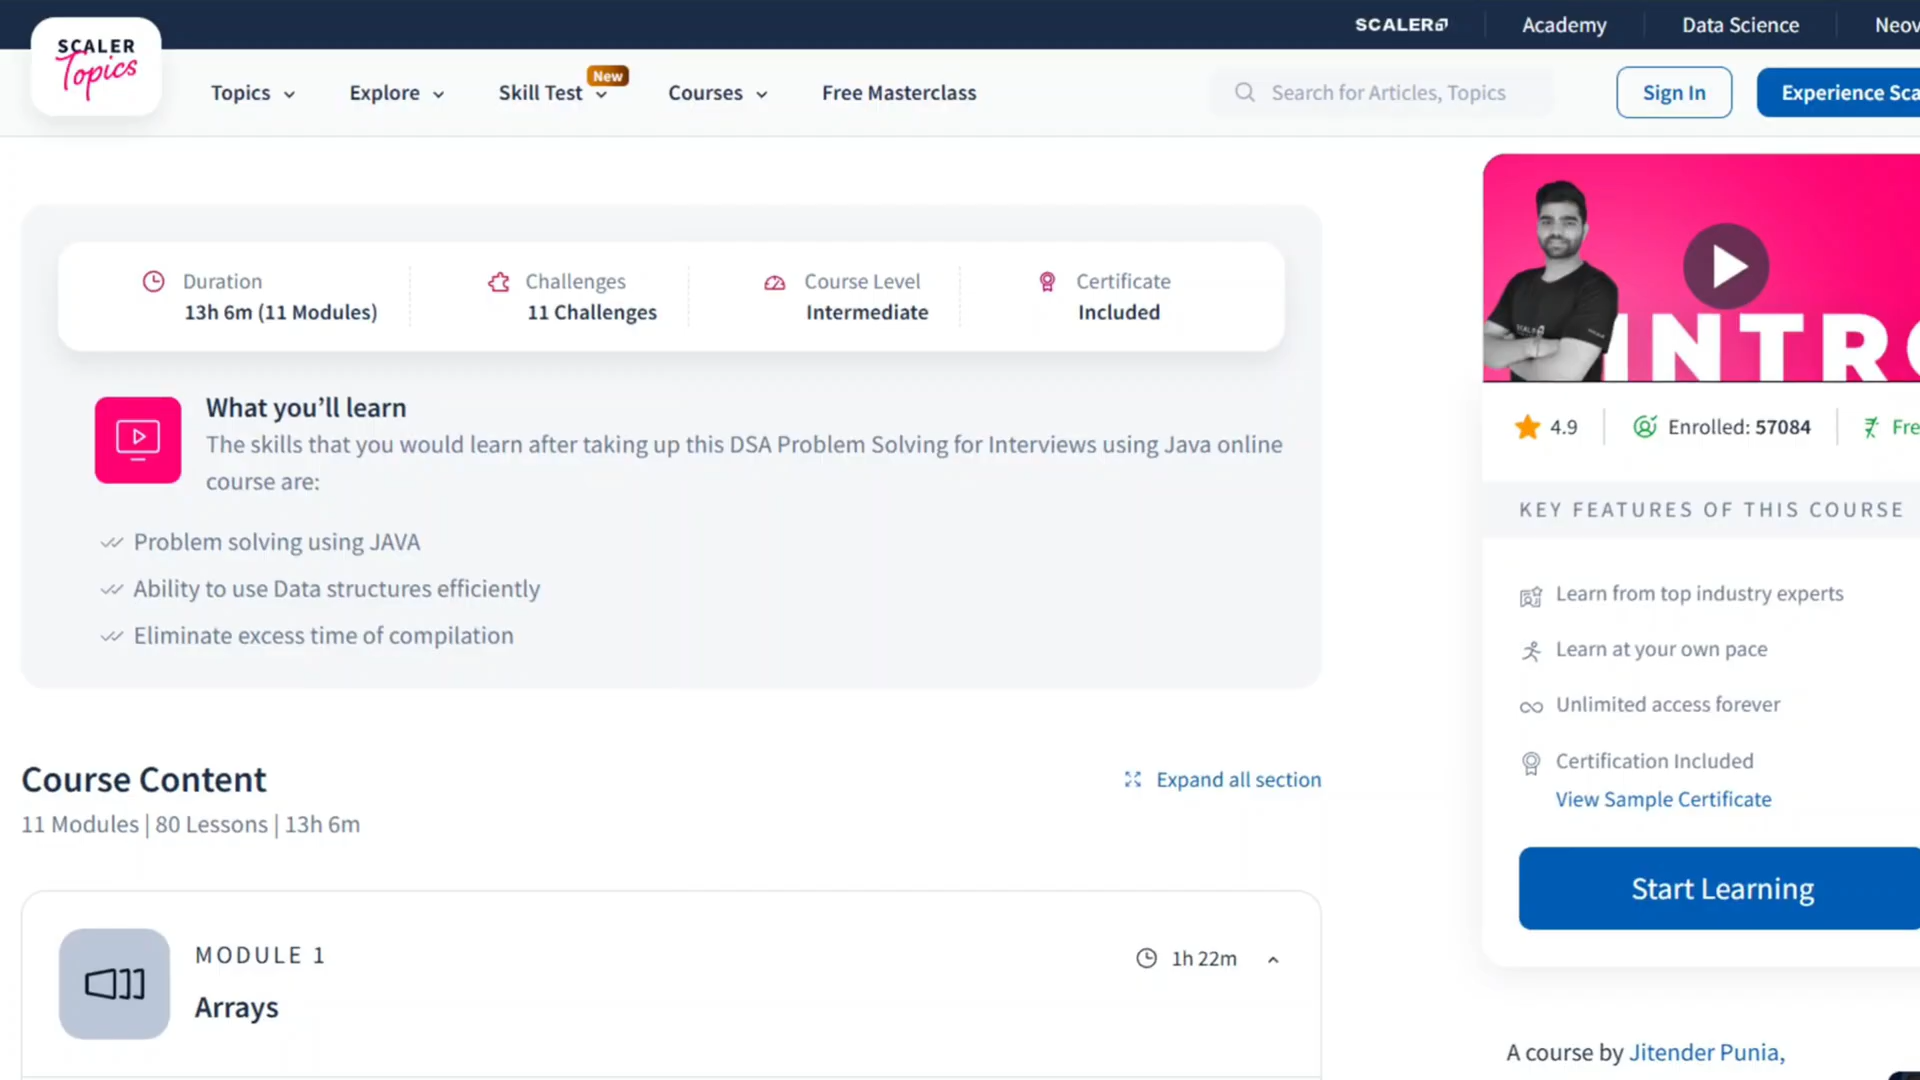 SCALER
Academy
Data Science
Neov
SCALER
Topics
Topics
Explore
Skill Test
New
Courses
Free Masterclass
Search for Articles, Topics
Sign In
Experience Sca
Duration
13h 6m (11 Modules)
Challenges
11 Challenges
Course Level
Intermediate
Certificate
Included
What you’ll learn
The skills that you would learn after taking up this DSA Problem Solving for Interviews using Java online
course are:
Problem solving using JAVA
Ability to use Data structures efficiently
Eliminate excess time of compilation
Course Content
Expand all section
11 Modules | 80 Lessons | 13h 6m
MODULE 1
1h 22m
Arrays
INTRO
4.9
Enrolled: 57084
Fre
KEY FEATURES OF THIS COURSE
Learn from top industry experts
Learn at your own pace
Unlimited access forever
Certification Included
View Sample Certificate
Start Learning
A course by Jitender Punia,